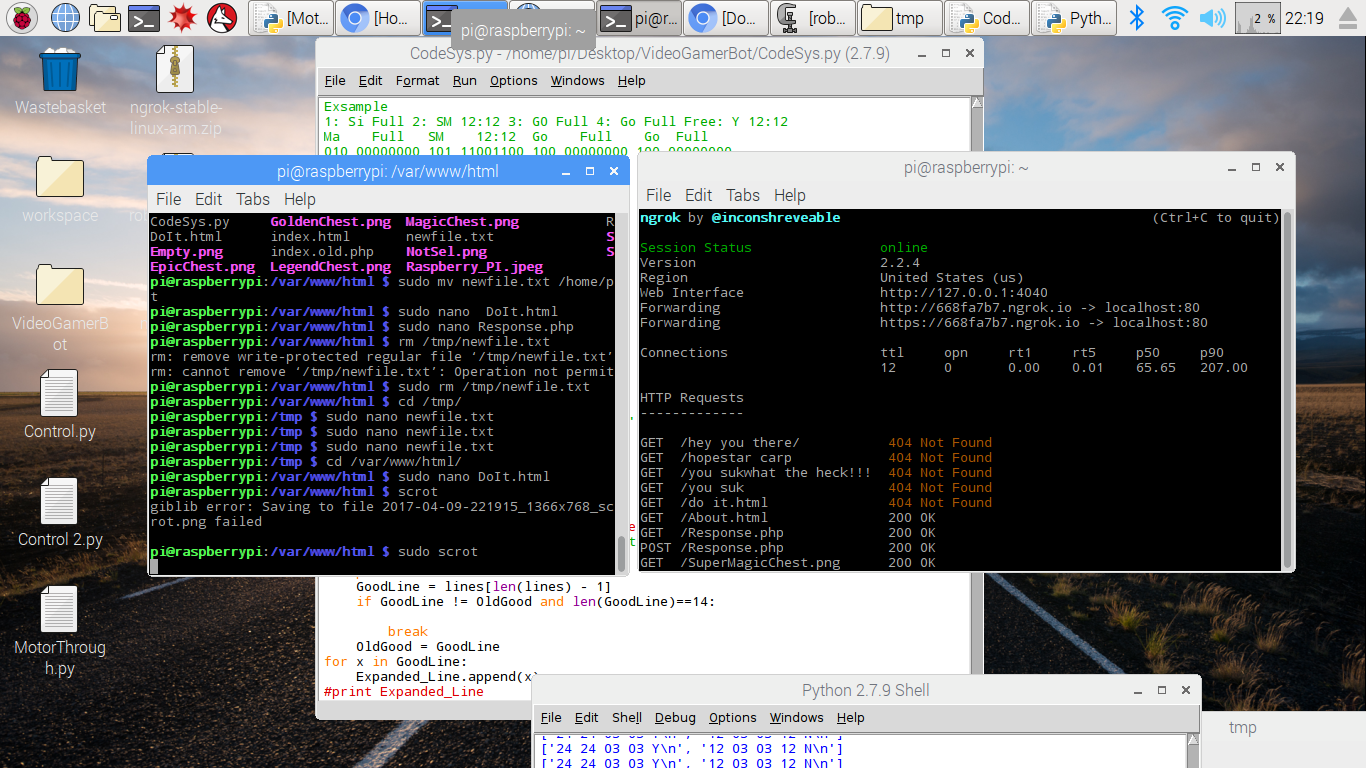 [Mot...
[Ho...
pi@r...
[Do...
[rob...
tmp
Cod...
Pyth...
2 %
22:19
pi@raspberrypi: ~
Wastebasket
ngrok-stable-
linux-arm.zip
workspace
VideoGamerB
ot
Control.py
Control 2.py
MotorThroug
h.py
CodeSys.py - /home/pi/Desktop/VideoGamerBot/CodeSys.py (2.7.9)
File Edit Format Run Options Windows Help
Exsample
1: Si Full 2: SM 12:12 3: GO Full 4: Go Full Free: Y 12:12
Ma Full SM 12:12 Go Full Go Full
010 00000000 101 11001100 100 00000000 100 00000000
pi@raspberrypi: /var/www/html
File Edit Tabs Help
CodeSys.py GoldenChest.png MagicChest.png R
DoIt.html index.html newfile.txt S
Empty.png index.old.php NotSel.png S
EpicChest.png LegendChest.png Raspberry_PI.jpeg
pi@raspberrypi:/var/www/html $ sudo mv newfile.txt /home/p
t
pi@raspberrypi:/var/www/html $ sudo nano  DoIt.html
pi@raspberrypi:/var/www/html $ sudo nano Response.php
pi@raspberrypi:/var/www/html $ rm /tmp/newfile.txt
rm: remove write-protected regular file ‘/tmp/newfile.txt’
rm: cannot remove ‘/tmp/newfile.txt’: Operation not permit
pi@raspberrypi:/var/www/html $ sudo rm /tmp/newfile.txt
pi@raspberrypi:/var/www/html $ cd /tmp/
pi@raspberrypi:/tmp $ sudo nano newfile.txt
pi@raspberrypi:/tmp $ sudo nano newfile.txt
pi@raspberrypi:/tmp $ sudo nano newfile.txt
pi@raspberrypi:/tmp $ cd /var/www/html/
pi@raspberrypi:/var/www/html $ sudo nano DoIt.html
pi@raspberrypi:/var/www/html $ scrot
giblib error: Saving to file 2017-04-09-221915_1366x768_sc
rot.png failed
pi@raspberrypi:/var/www/html $ sudo scrot
pi@raspberrypi: ~
File Edit Tabs Help
ngrok by @inconshreveable (Ctrl+C to quit)
Session Status online
Version 2.2.4
Region United States (us)
Web Interface http://127.0.0.1:4040
Forwarding http://668fa7b7.ngrok.io -> localhost:80
Forwarding https://668fa7b7.ngrok.io -> localhost:80
Connections ttl opn rt1 rt5 p50 p90
12 0 0.00 0.01 65.65 207.00
HTTP Requests
-------------
GET /hey you there/ 404 Not Found
GET /hopestar carp 404 Not Found
GET /you sukwhat the heck!!! 404 Not Found
GET /you suk 404 Not Found
GET /do it.html 404 Not Found
GET /About.html 200 OK
GET /Response.php 200 OK
POST /Response.php 200 OK
GET /SuperMagicChest.png 200 OK
GoodLine = lines[len(lines) - 1]
if GoodLine != OldGood and len(GoodLine)==14:
break
OldGood = GoodLine
for x in GoodLine:
Expanded_Line.append(x)
#print Expanded_Line
Python 2.7.9 Shell
File Edit Shell Debug Options Windows Help
['24 24 03 03 Y\n', '12 03 03 12 N\n']
['24 24 03 03 Y\n', '12 03 03 12 N\n']
['24 24 03 03 Y\n', '12 03 03 12 N\n']
tmp